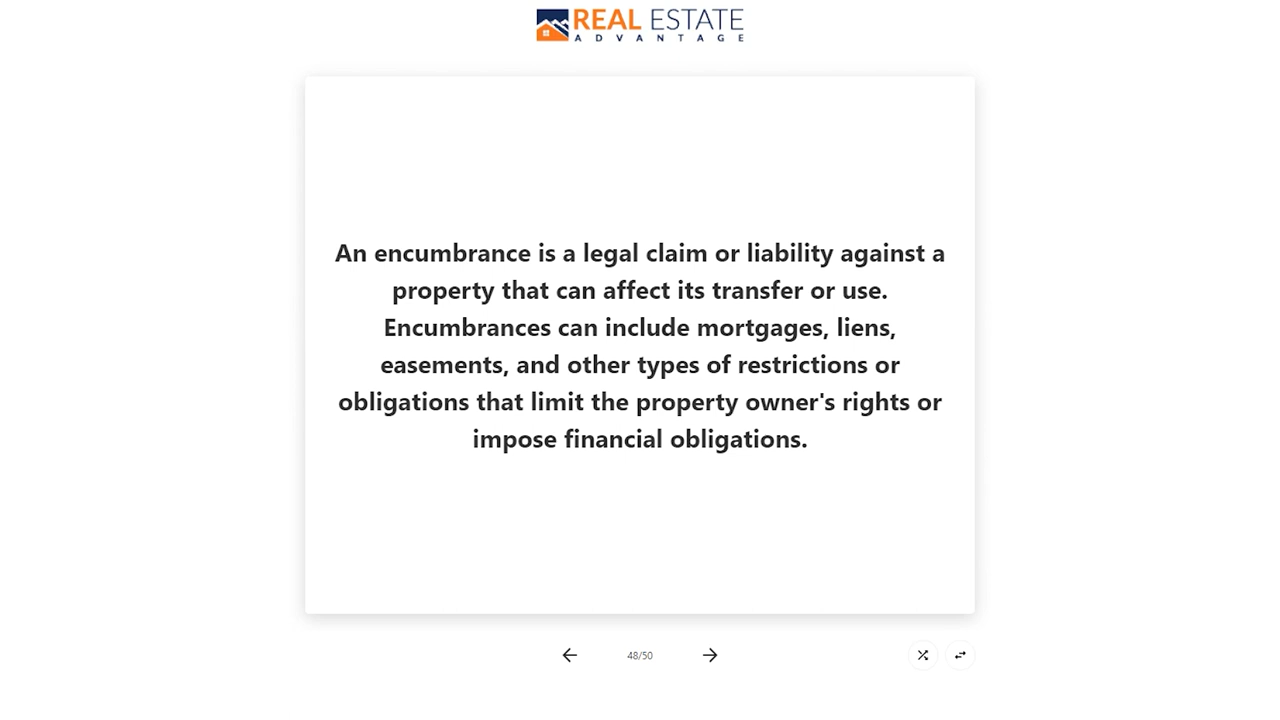 REAL ESTATE
ADVANTAGE
An encumbrance is a legal claim or liability against a
property that can affect its transfer or use.
Encumbrances can include mortgages, liens,
easements, and other types of restrictions or
obligations that limit the property owner's rights or
impose financial obligations.
48/50